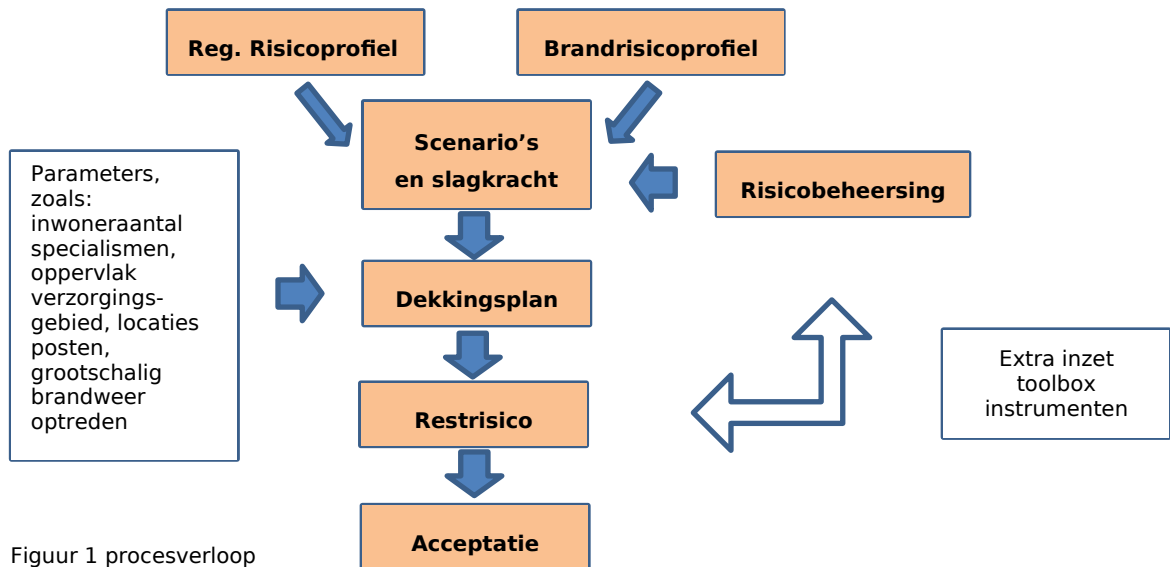 Reg. Risicoprofiel
Brandrisicoprofiel
Scenario’s
en slagkracht
Parameters,
zoals:
inwoneraantal
specialismen,
oppervlak
verzorgings-
gebied, locaties
posten,
grootschalig
brandweer
optreden
Risicobeheersing
Dekkingsplan
Extra inzet
toolbox
instrumenten
Restrisico
Acceptatie
Figuur 1 procesverloop